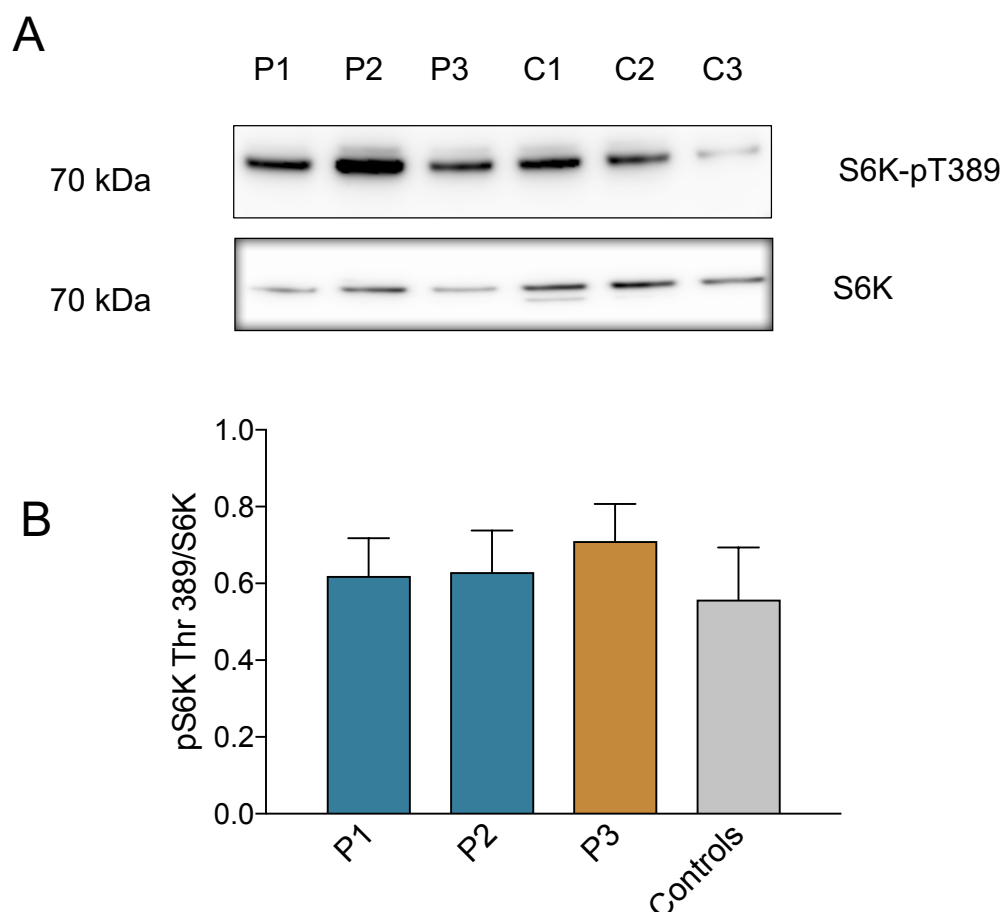 A
P1 P2 P3 C1 C2 C3
70 kDa S6K-pT389
70 kDa S6K
B
pS6K Thr 389/S6K
1.0
0.8
0.6
0.4
0.2
0.0
P1 P2 P3 Controls